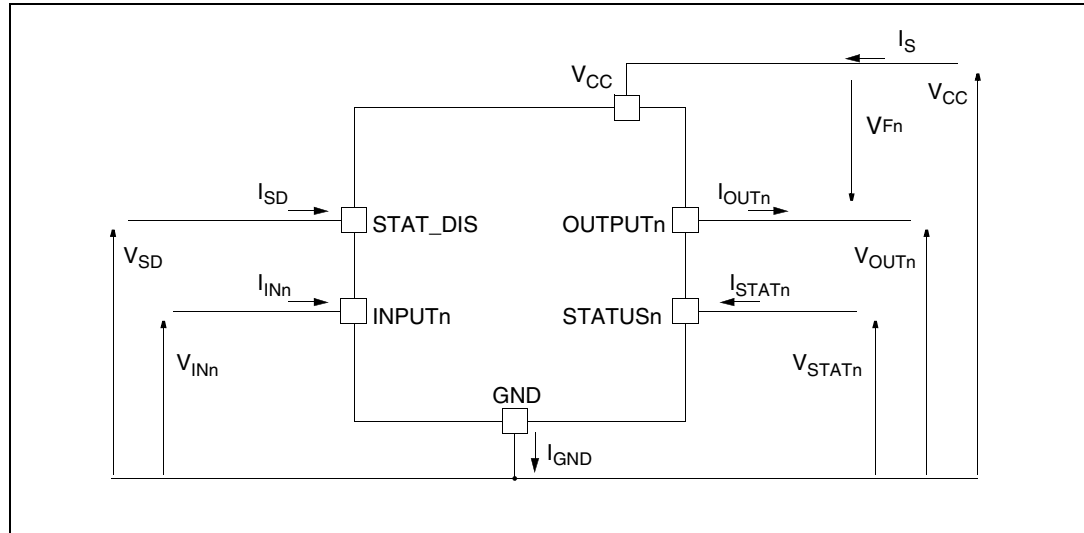 I_S
V_CC
V_CC
V_Fn
I_SD
I_OUTn
STAT_DIS
OUTPUTn
V_SD
V_OUTn
I_INn
I_STATn
INPUTn
STATUSn
V_INn
V_STATn
GND
I_GND